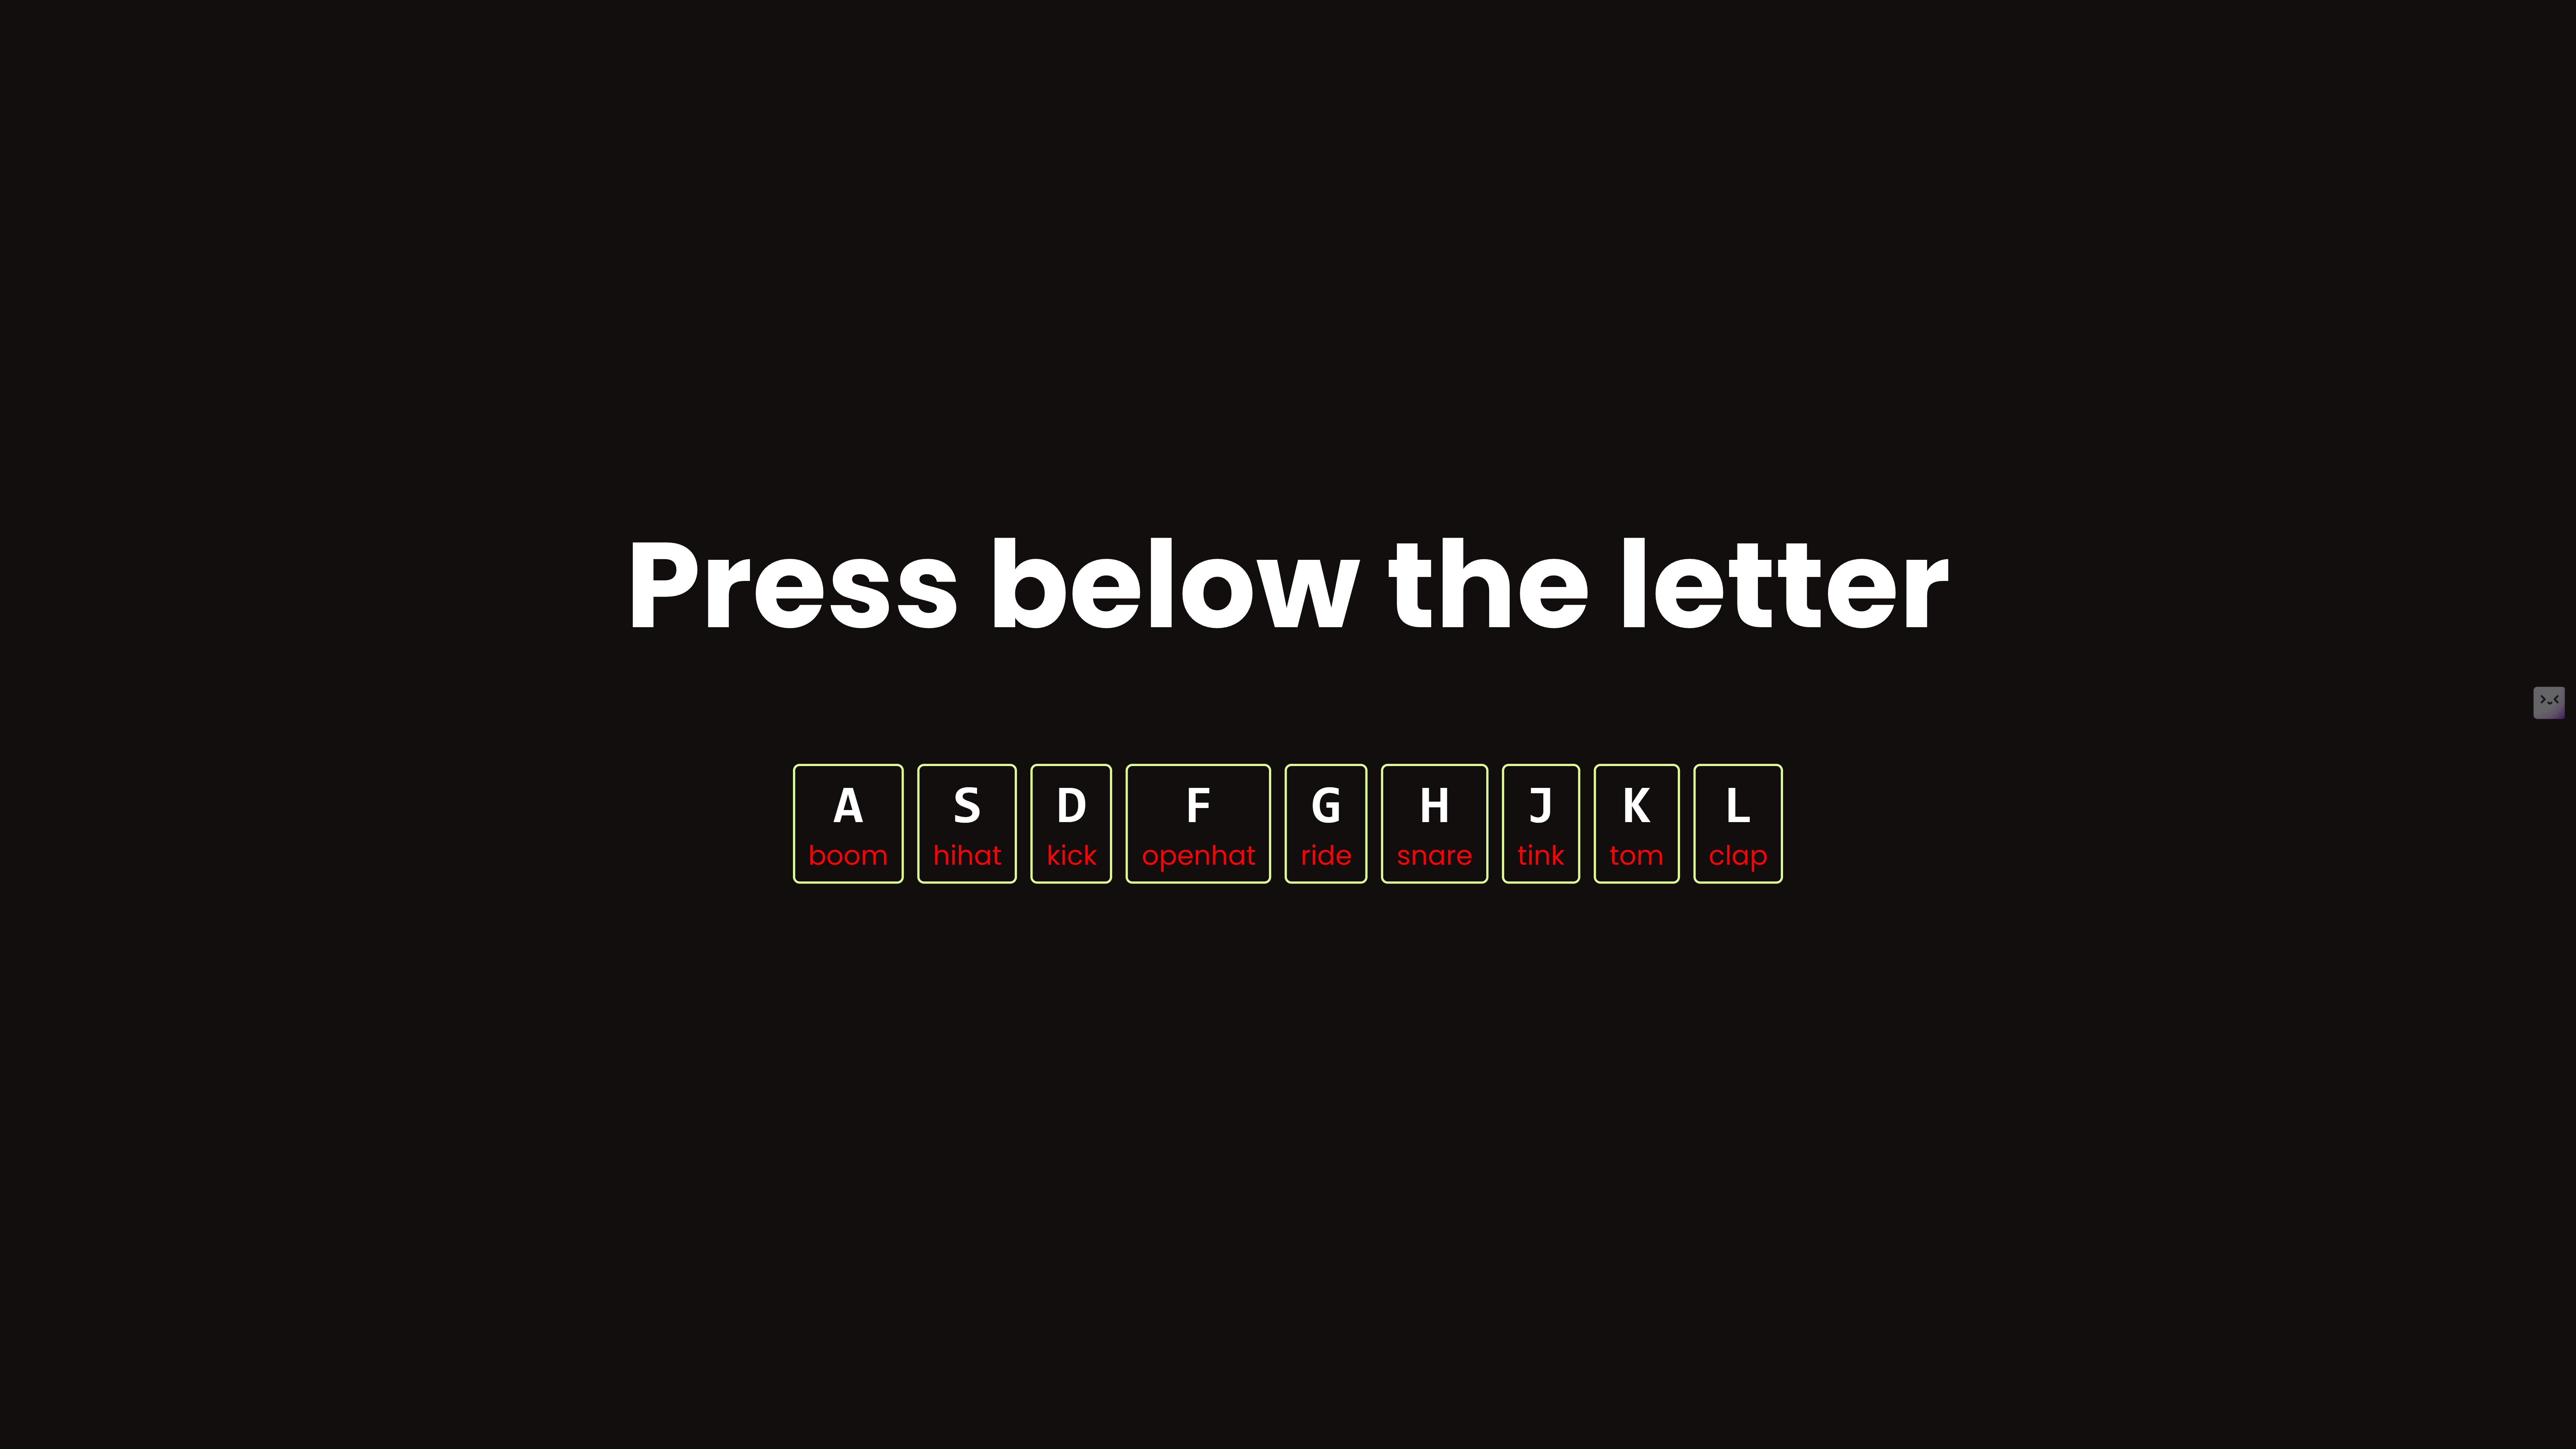 Press below the letter
A S D F G H J K L
boom hihat kick openhat ride snare tink tom clap